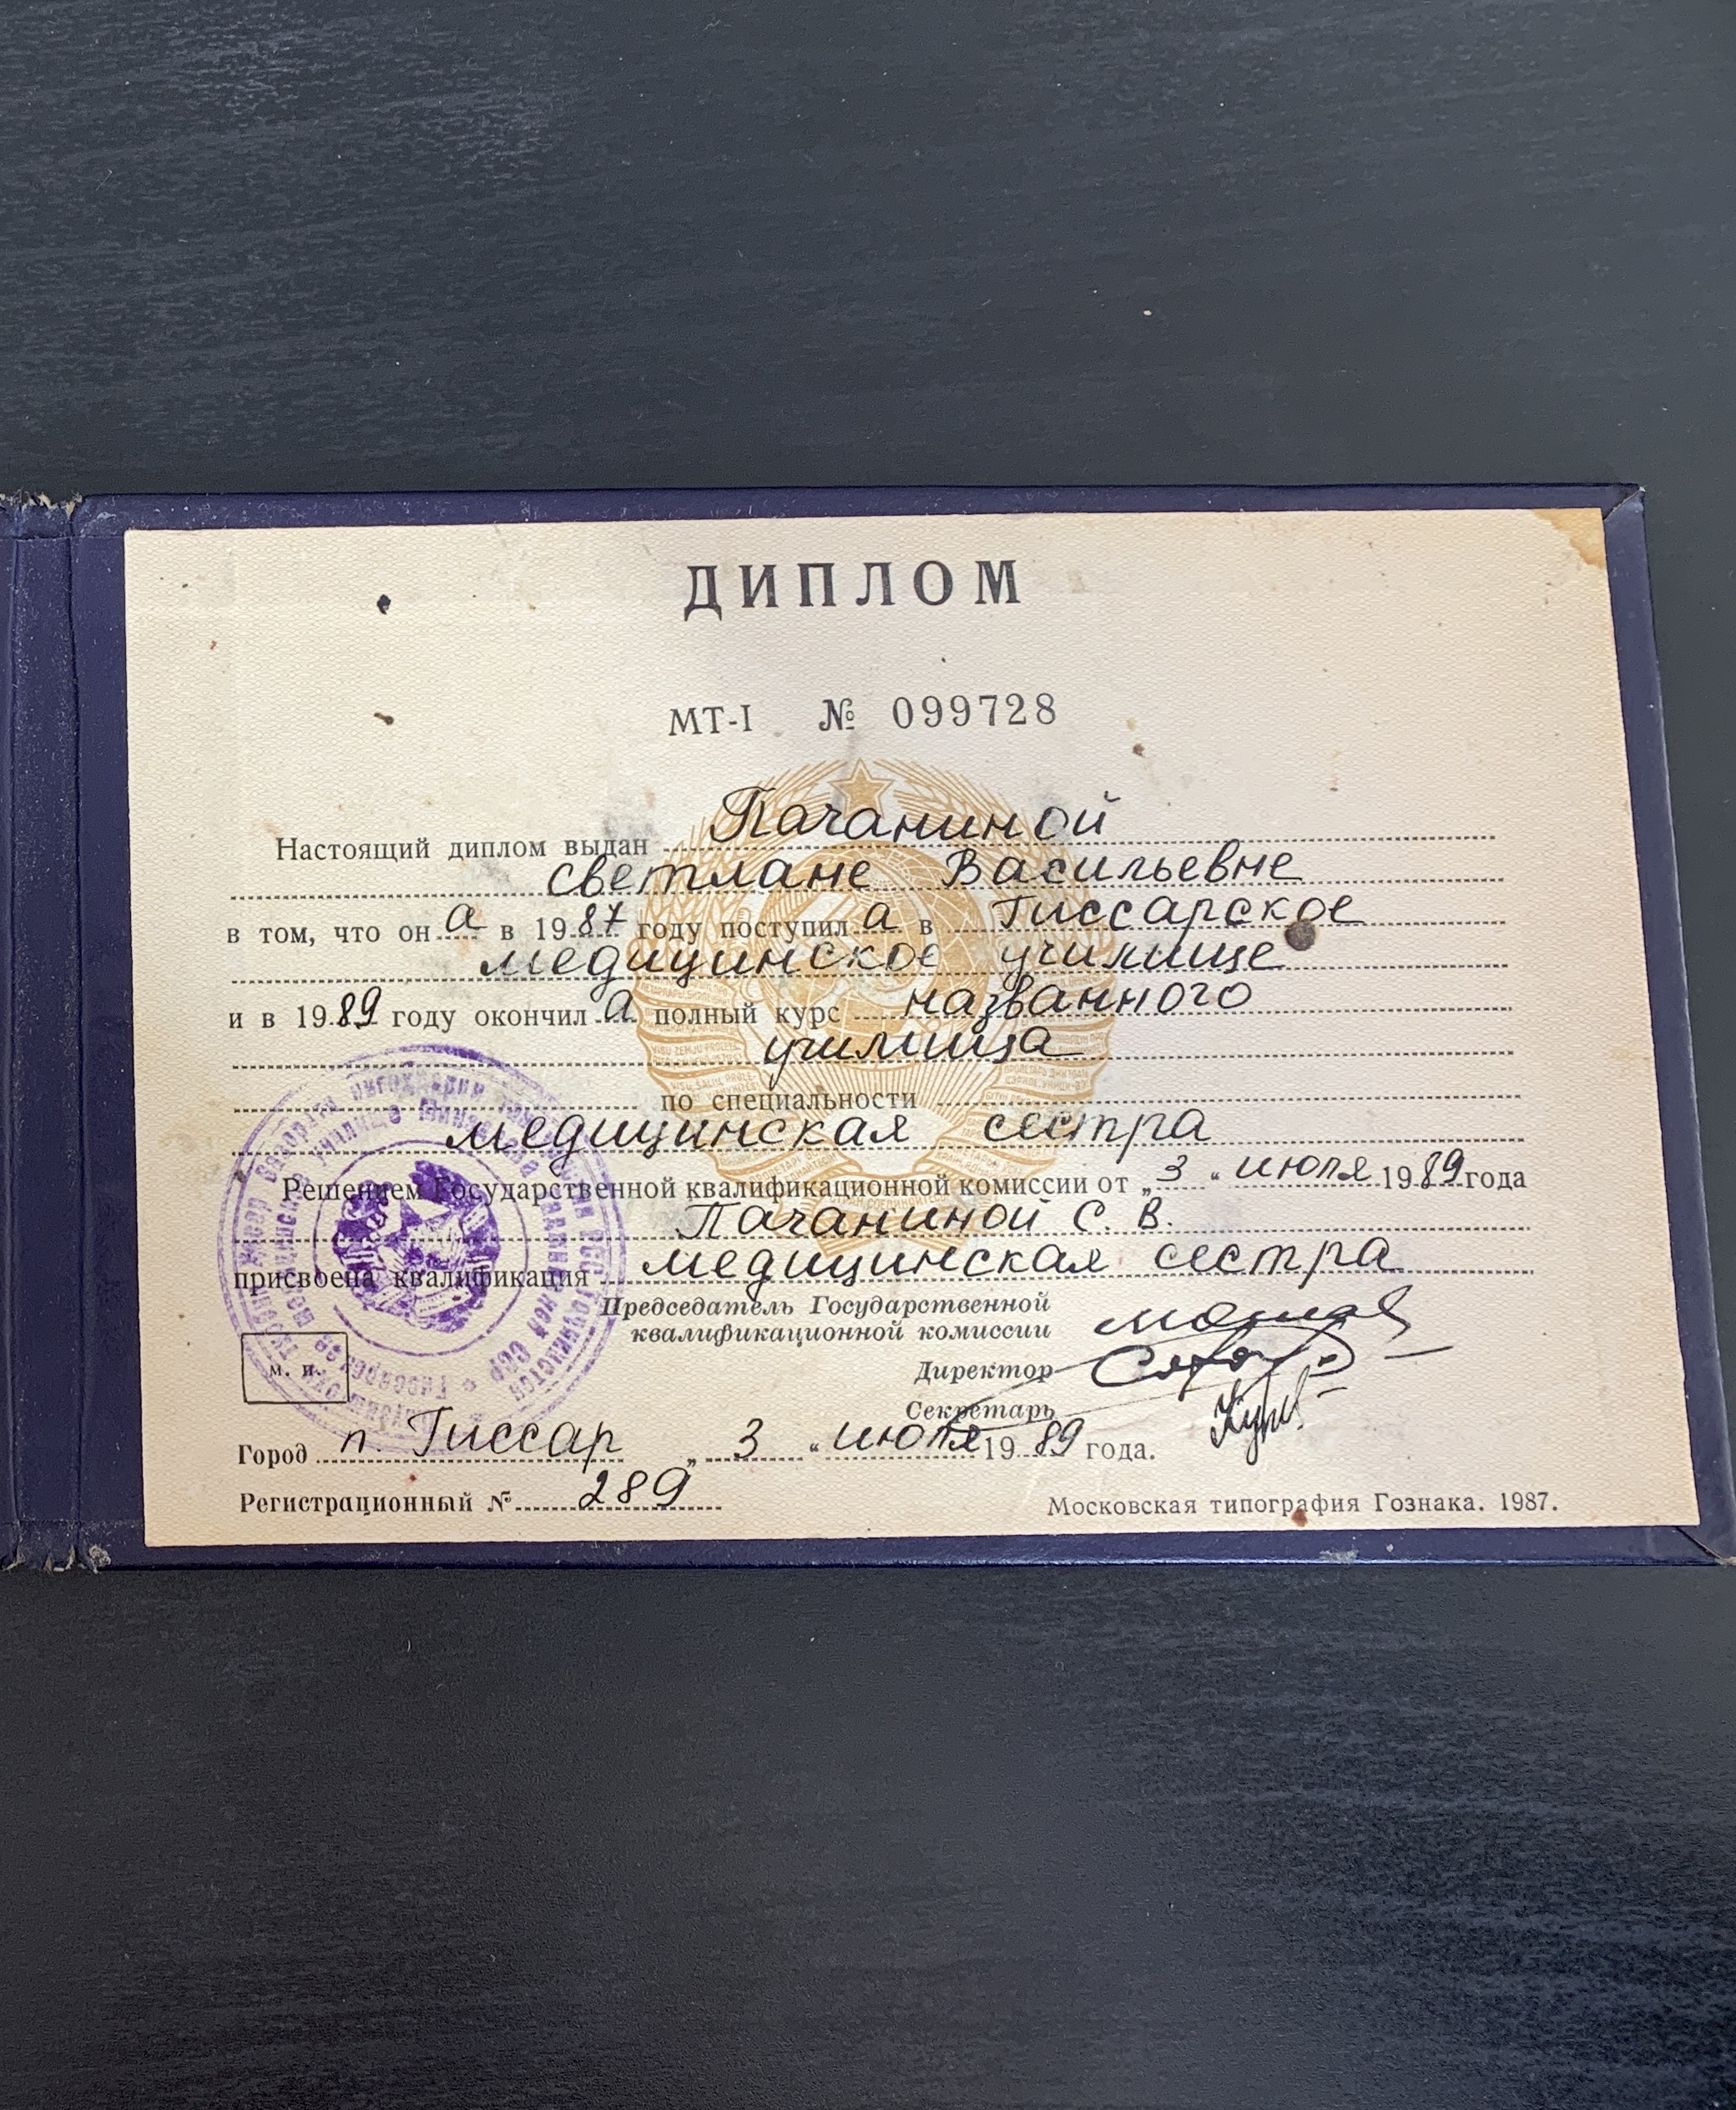 ДИПЛОМ
МТ-I № 099728
Настоящий диплом выдан Пачаниной
Светлане Васильевне
в том, что он а в 1987 году поступил а в Гиссарское
медицинское училище
и в 1989 году окончил а полный курс названного
училища
по специальности
медицинская сестра
Решением Государственной квалификационной комиссии от „3“ июля 1989 года
Пачаниной С. В.
присвоена квалификация медицинская сестра
Председатель Государственной
квалификационной комиссии
Директор
Секретарь
м. п.
Город п. Гиссар „3“ июля 1989 года.
Регистрационный № 289
Московская типография Гознака. 1987.